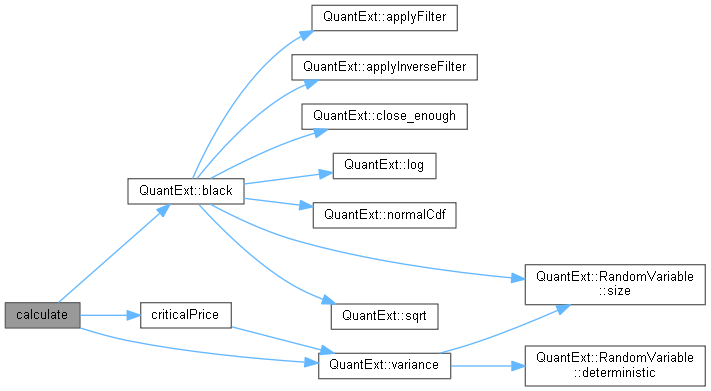 QuantExt::applyFilter
QuantExt::applyInverseFilter
QuantExt::close_enough
QuantExt::log
QuantExt::black
QuantExt::normalCdf
QuantExt::RandomVariable
::size
calculate
criticalPrice
QuantExt::sqrt
QuantExt::variance
QuantExt::RandomVariable
::deterministic